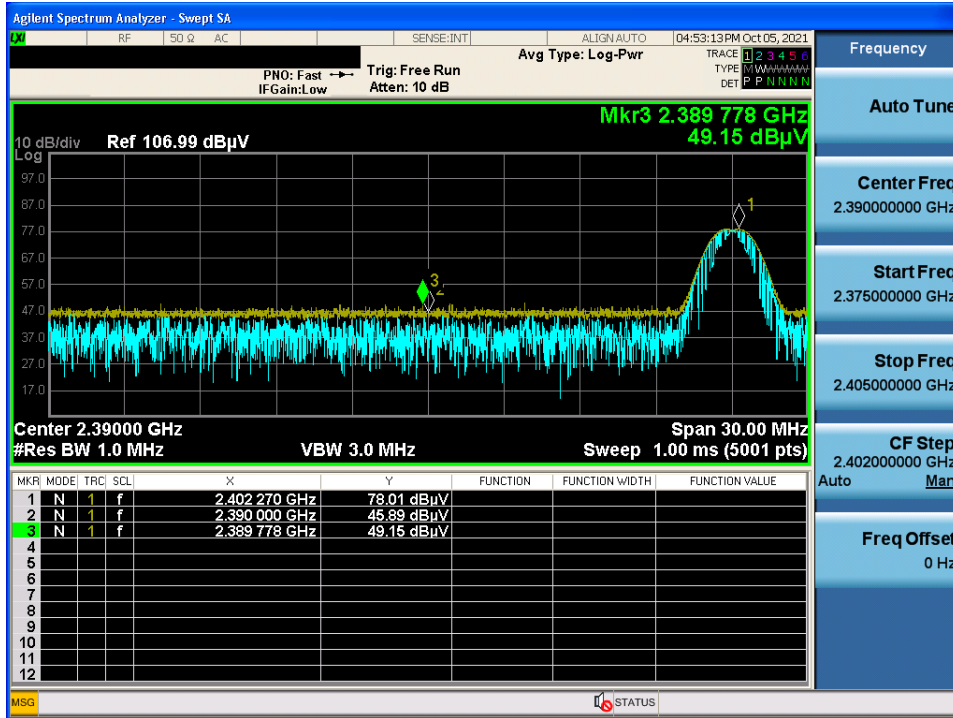 Agilent Spectrum Analyzer - Swept SA
LXI RF 50 Ω AC SENSE:INT ALIGN AUTO 04:53:13 PM Oct 05, 2021
Avg Type: Log-Pwr TRACE 1 2 3 4 5 6
PNO: Fast Trig: Free Run TYPE M W W W W W
IFGain:Low Atten: 10 dB DET P P N N N N
Mkr3 2.389 778 GHz
49.15 dBµV
10 dB/div Ref 106.99 dBµV
Log
97.0
87.0
77.0
67.0
57.0
47.0
37.0
27.0
17.0
1
3
2
Center 2.39000 GHz Span 30.00 MHz
#Res BW 1.0 MHz VBW 3.0 MHz Sweep 1.00 ms (5001 pts)
MKR MODE TRC SCL X Y FUNCTION FUNCTION WIDTH FUNCTION VALUE
1 N 1 f 2.402 270 GHz 78.01 dBµV
2 N 1 f 2.390 000 GHz 45.89 dBµV
3 N 1 f 2.389 778 GHz 49.15 dBµV
4
5
6
7
8
9
10
11
12
MSG STATUS
Frequency
Auto Tune
Center Freq
2.390000000 GHz
Start Freq
2.375000000 GHz
Stop Freq
2.405000000 GHz
CF Step
2.402000000 GHz
Auto Man
Freq Offset
0 Hz